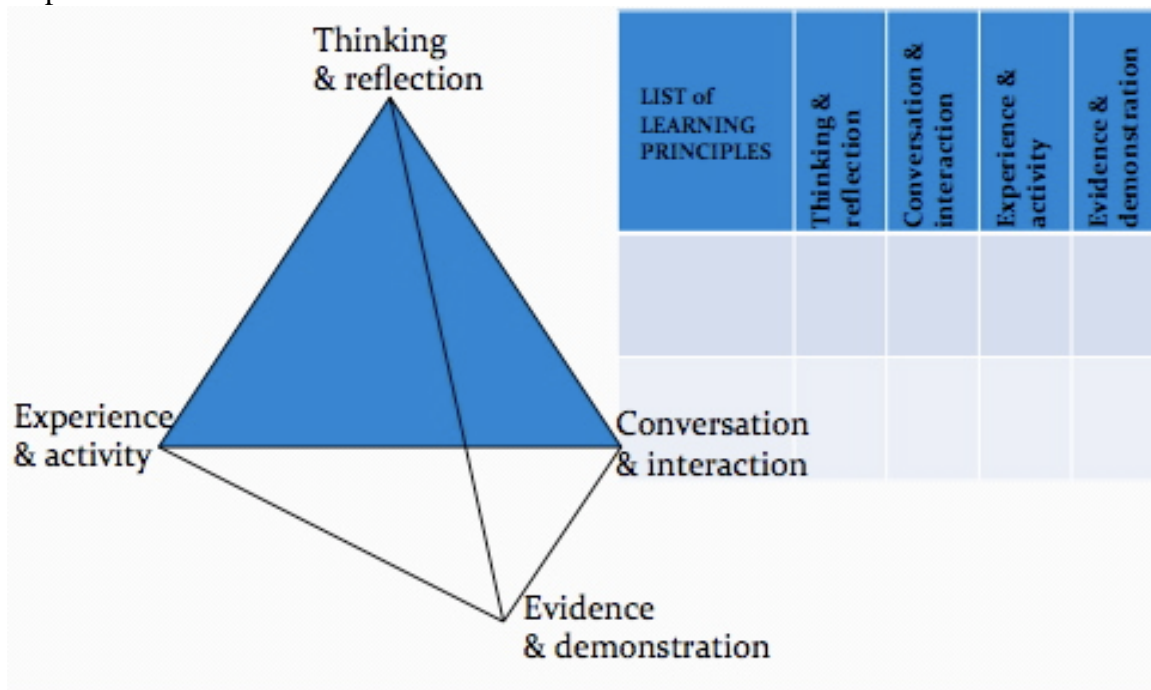 Thinking
& reflection
Experience
& activity
Conversation
& interaction
Evidence
& demonstration
LIST of
LEARNING
PRINCIPLES
Thinking &
reflection
Conversation &
interaction
Experience &
activity
Evidence &
demonstration